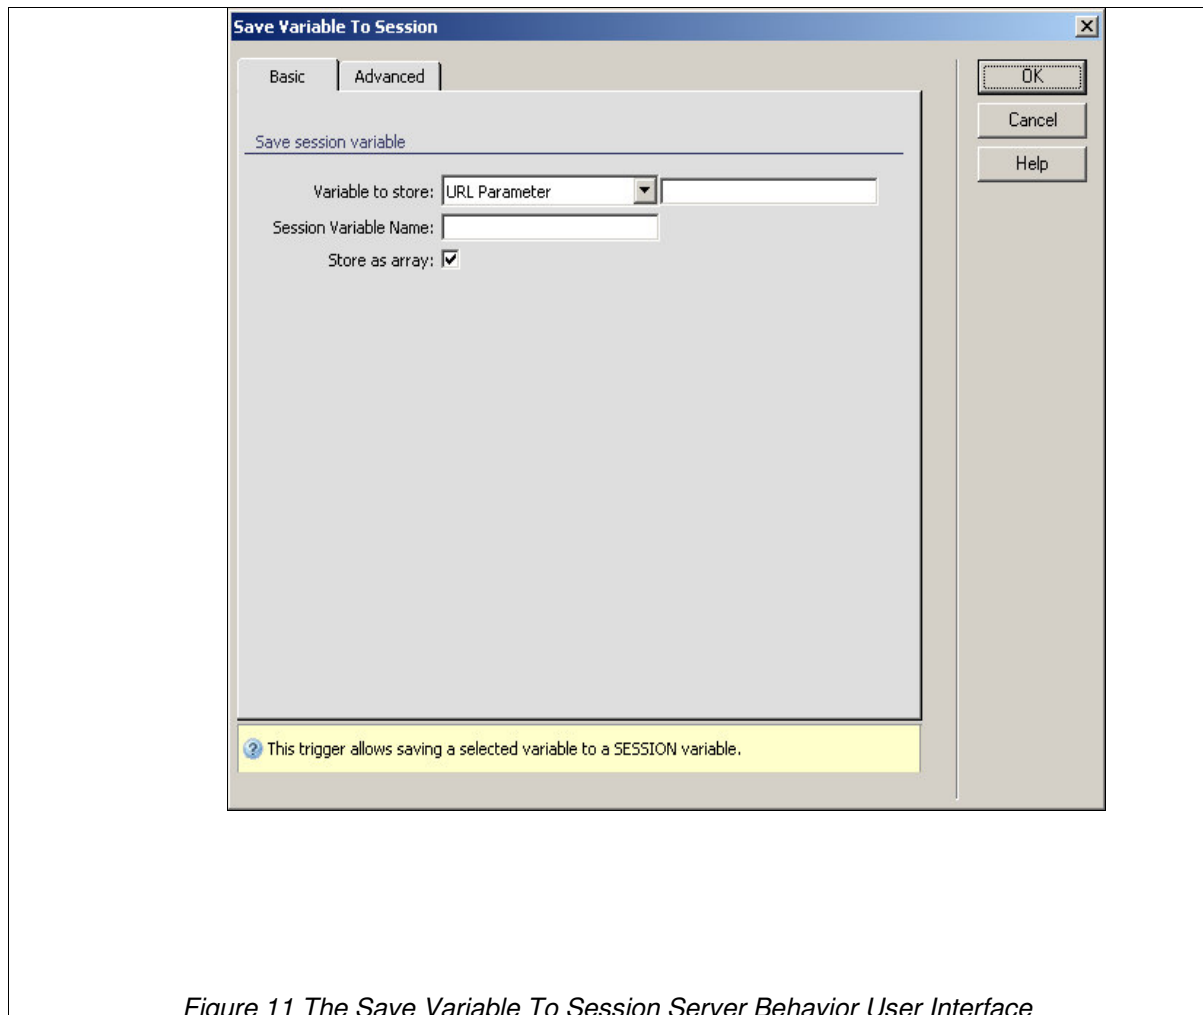 Save Variable To Session
Basic Advanced
OK
Cancel
Help
Save session variable
Variable to store: URL Parameter
Session Variable Name:
Store as array:
This trigger allows saving a selected variable to a SESSION variable.
Figure 11 The Save Variable To Session Server Behavior User Interface